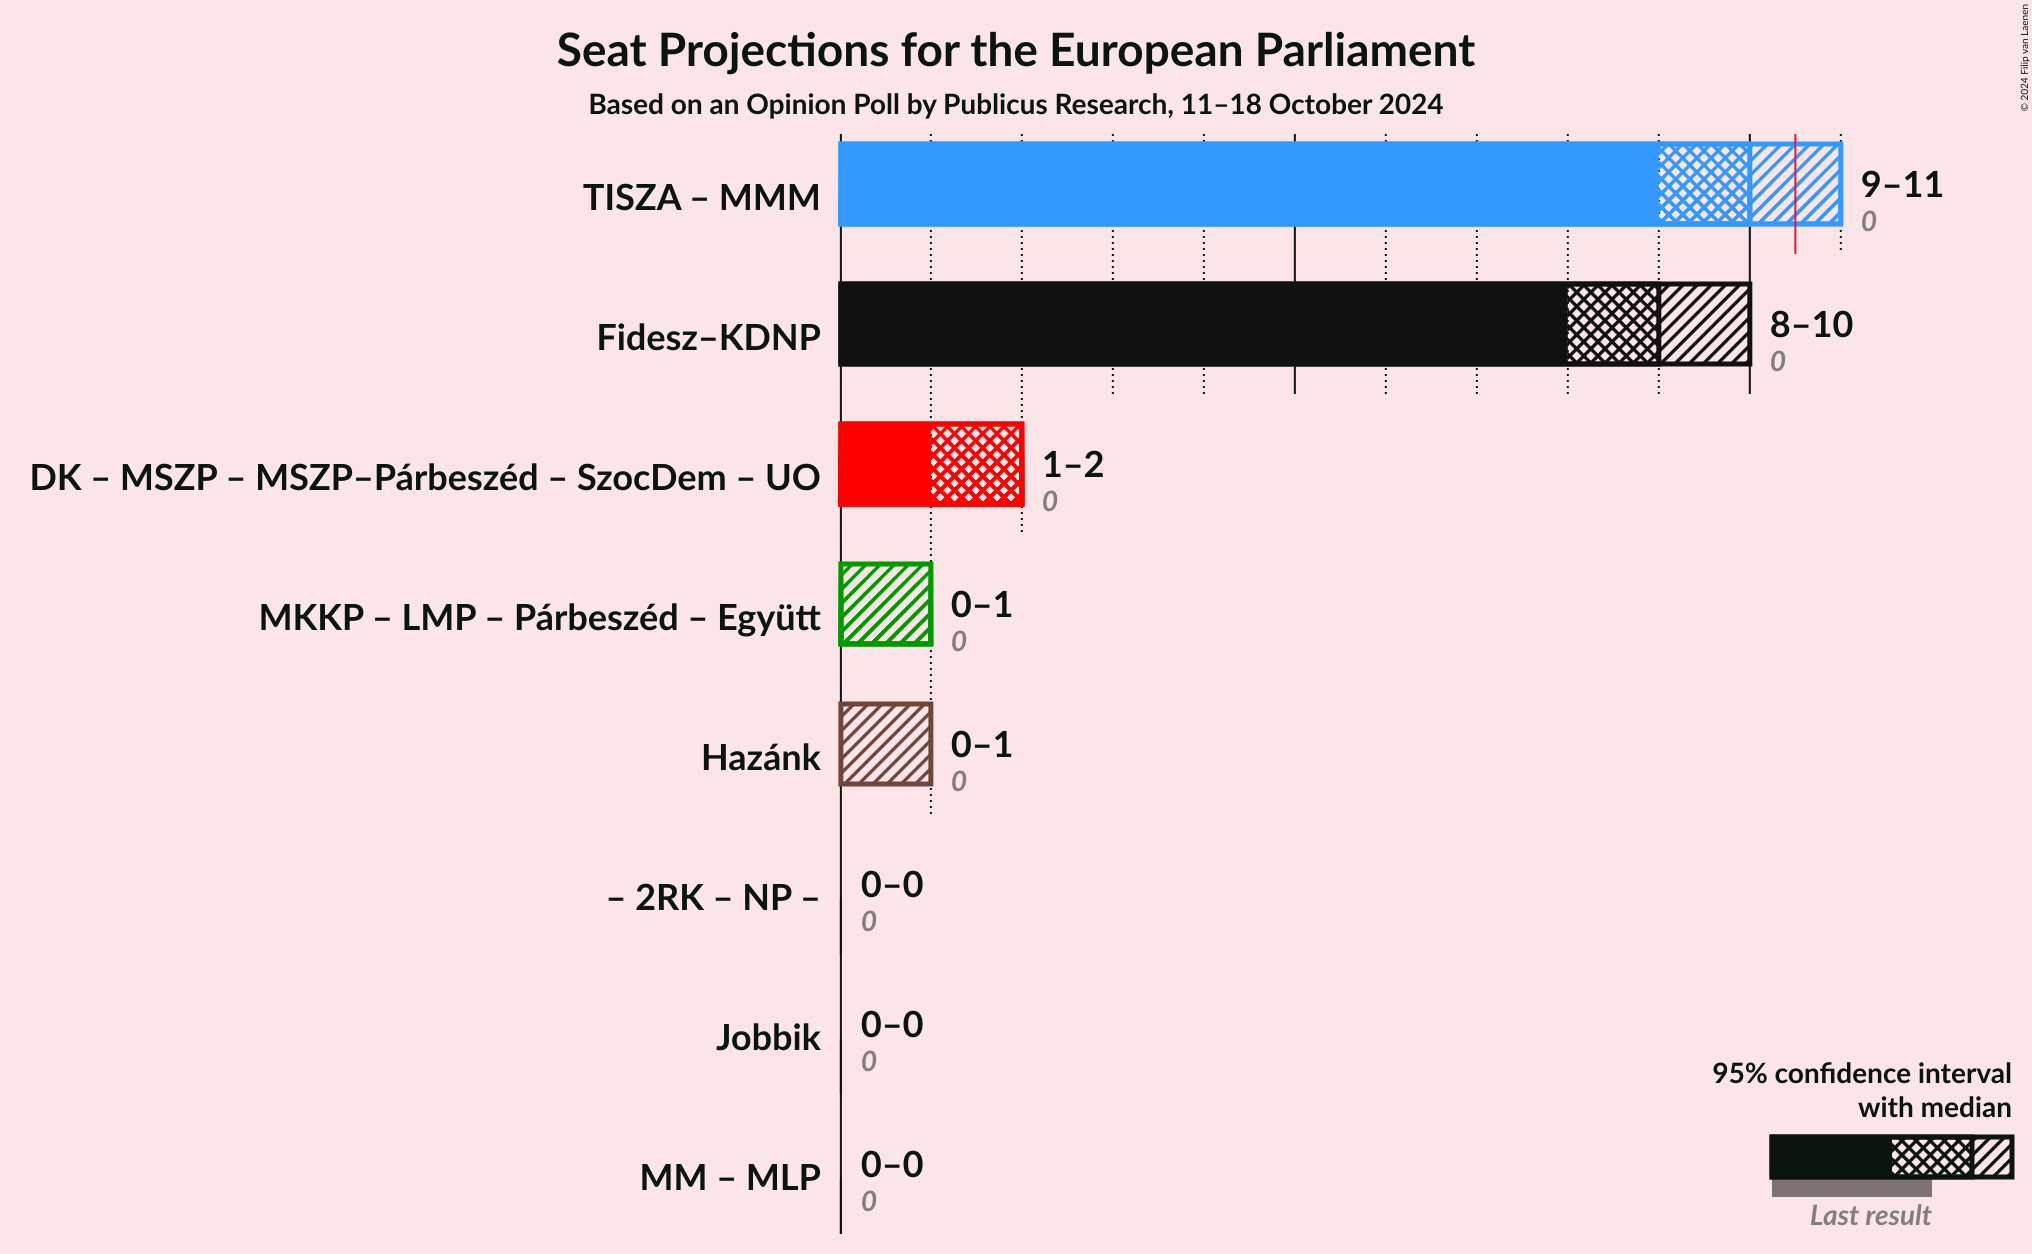 Seat Projections for the European Parliament
Based on an Opinion Poll by Publicus Research, 11–18 October 2024
© 2024 Filip van Laenen
TISZA – MMM
9–11
0
Fidesz–KDNP
8–10
0
DK – MSZP – MSZP–Párbeszéd – SzocDem – UO
1–2
0
MKKP – LMP – Párbeszéd – Együtt
0–1
0
Hazánk
0–1
0
– 2RK – NP –
0–0
0
Jobbik
0–0
0
MM – MLP
0–0
0
95% confidence interval
with median
Last result